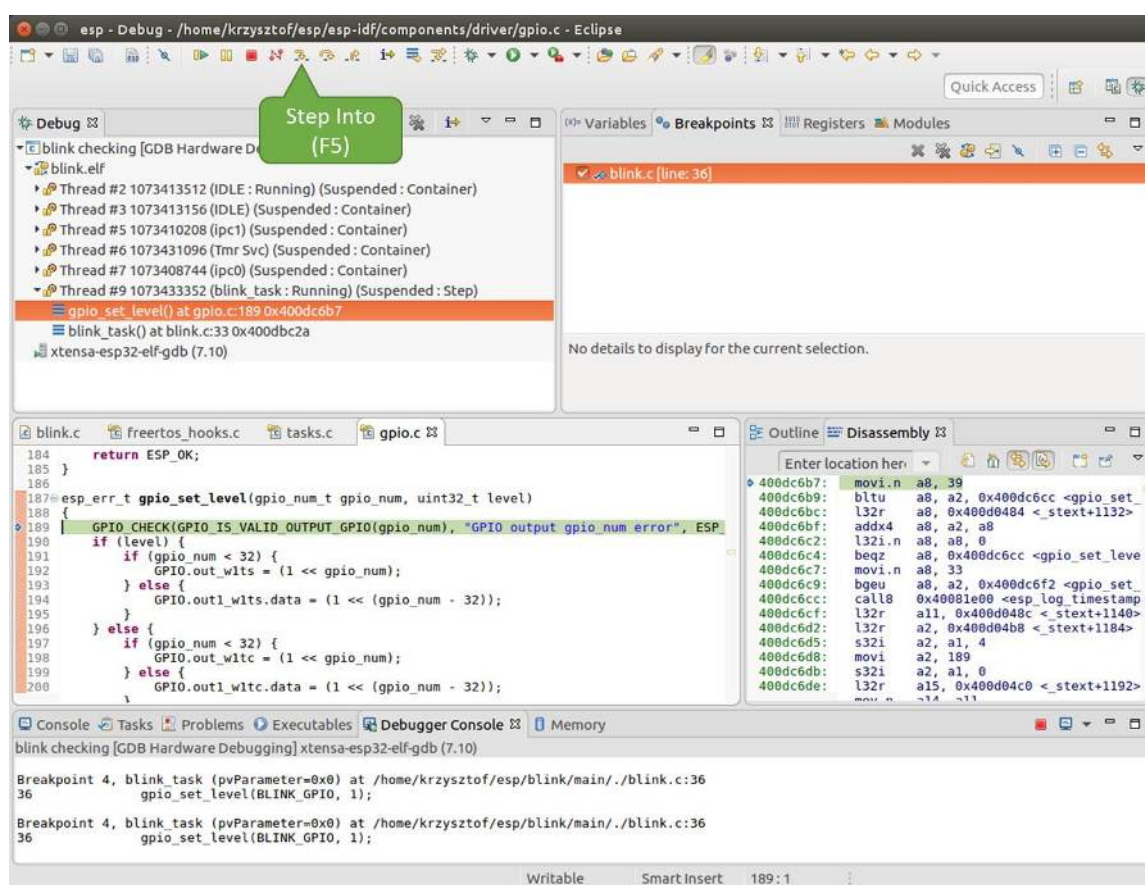 esp - Debug - /home/krzysztof/esp/esp-idf/components/driver/gpio.c - Eclipse
Quick Access
Step Into
(F5)
Debug
blink checking [GDB Hardware De
blink.elf
Thread #2 1073413512 (IDLE : Running) (Suspended : Container)
Thread #3 1073413156 (IDLE) (Suspended : Container)
Thread #5 1073410208 (ipc1) (Suspended : Container)
Thread #6 1073431096 (Tmr Svc) (Suspended : Container)
Thread #7 1073408744 (ipc0) (Suspended : Container)
Thread #9 1073433352 (blink_task : Running) (Suspended : Step)
gpio_set_level() at gpio.c:189 0x400dc6b7
blink_task() at blink.c:33 0x400dbc2a
xtensa-esp32-elf-gdb (7.10)
(x)= Variables Breakpoints Registers Modules
blink.c [line: 36]
No details to display for the current selection.
blink.c freertos_hooks.c tasks.c gpio.c
184 return ESP_OK;
185 }
186
187 esp_err_t gpio_set_level(gpio_num_t gpio_num, uint32_t level)
188 {
189 GPIO_CHECK(GPIO_IS_VALID_OUTPUT_GPIO(gpio_num), "GPIO output gpio_num error", ESP_
190 if (level) {
191 if (gpio_num < 32) {
192 GPIO.out_w1ts = (1 << gpio_num);
193 } else {
194 GPIO.out1_w1ts.data = (1 << (gpio_num - 32));
195 }
196 } else {
197 if (gpio_num < 32) {
198 GPIO.out_w1tc = (1 << gpio_num);
199 } else {
200 GPIO.out1_w1tc.data = (1 << (gpio_num - 32));
}
Outline Disassembly
Enter location her
400dc6b7: movi.n a8, 39
400dc6b9: bltu a8, a2, 0x400dc6cc <gpio_set_
400dc6bc: l32r a8, 0x400d0484 <_stext+1132>
400dc6bf: addx4 a8, a2, a8
400dc6c2: l32i.n a8, a8, 0
400dc6c4: beqz a8, 0x400dc6cc <gpio_set_leve
400dc6c7: movi.n a8, 33
400dc6c9: bgeu a8, a2, 0x400dc6f2 <gpio_set_
400dc6cc: call8 0x40081e00 <esp_log_timestamp
400dc6cf: l32r a11, 0x400d048c <_stext+1140>
400dc6d2: l32r a2, 0x400d04b8 <_stext+1184>
400dc6d5: s32i a2, a1, 4
400dc6d8: movi a2, 189
400dc6db: s32i a2, a1, 0
400dc6de: l32r a15, 0x400d04c0 <_stext+1192>
mov.n a14, a11
Console Tasks Problems Executables Debugger Console Memory
blink checking [GDB Hardware Debugging] xtensa-esp32-elf-gdb (7.10)
Breakpoint 4, blink_task (pvParameter=0x0) at /home/krzysztof/esp/blink/main/./blink.c:36
36 gpio_set_level(BLINK_GPIO, 1);
Breakpoint 4, blink_task (pvParameter=0x0) at /home/krzysztof/esp/blink/main/./blink.c:36
36 gpio_set_level(BLINK_GPIO, 1);
Writable Smart Insert 189 : 1